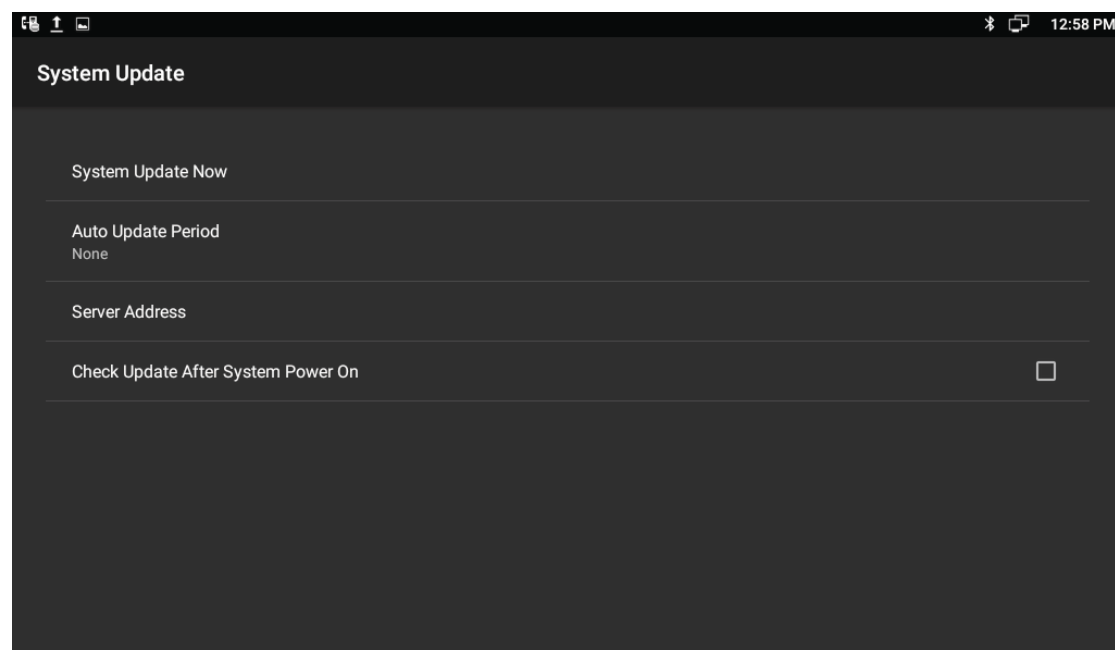 12:58 PM
System Update
System Update Now
Auto Update Period
None
Server Address
Check Update After System Power On